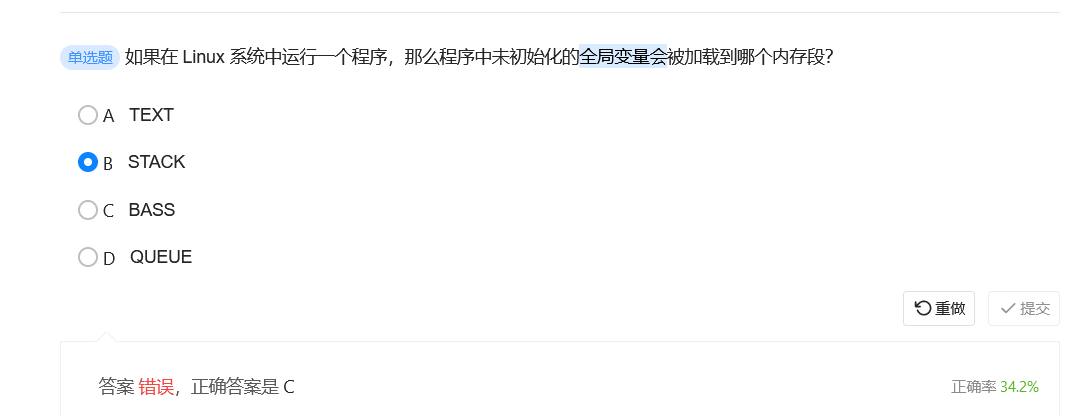 单选题 如果在 Linux 系统中运行一个程序，那么程序中未初始化的全局变量会被加载到哪个内存段？
A TEXT
B STACK
C BASS
D QUEUE
重做 提交
答案 错误，正确答案是 C 正确率 34.2%